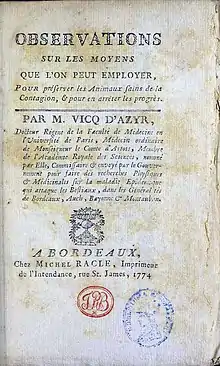 OBSERVATIONS
SUR LES MOYENS
QUE L'ON PEUT EMPLOYER,
POUR préserver les Animaux sains de la
Contagion, & pour en arrêter les progrès.
PAR M. VICQ D'AZYR,
Docteur Régent de la Faculté de Médecine en
l'Université de Paris, Médecin ordinaire
de Monseigneur le Comte d'Artois, Membre
de l'Académie Royale des Sciences, nommé
par Elle, Commissaire & envoyé par le Gouver-
nement pour faire des recherches Physiques
& Médicinales sur la maladie Epidémique
qui attaque les Bestiaux, dans les Généralités
de Bordeaux, Auch, Bayonne & Montauban.
A BORDEAUX,
Chez MICHEL RACLE, Imprimeur
de l'Intendance, rue St. James, 1774